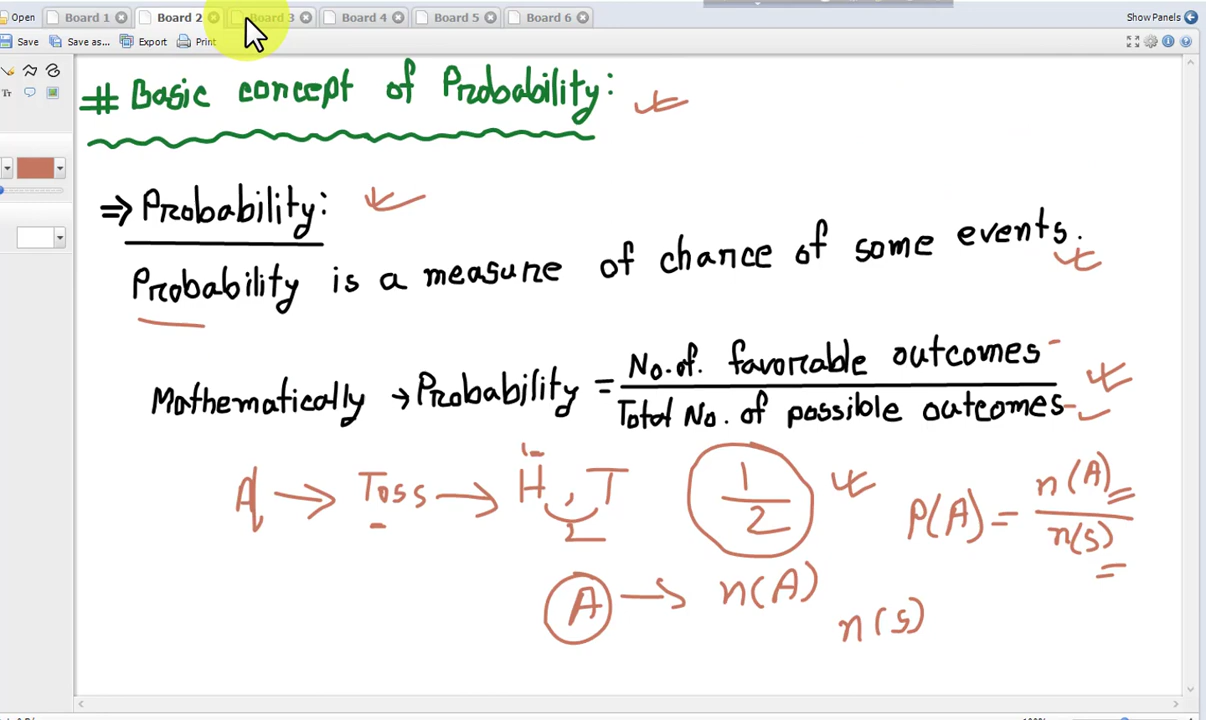 Open Board 1 Board 2 Board 3 Board 4 Board 5 Board 6 Show Panels
Save Save as... Export Print
# Basic concept of Probability:
⇒ Probability:
Probability is a measure of chance of some events.
Mathematically → Probability = No. of. favorable outcomes / Total No. of possible outcomes
A → Toss → H, T 1/2 P(A) = n(A)/n(S)
2
A → n(A)
n(S)